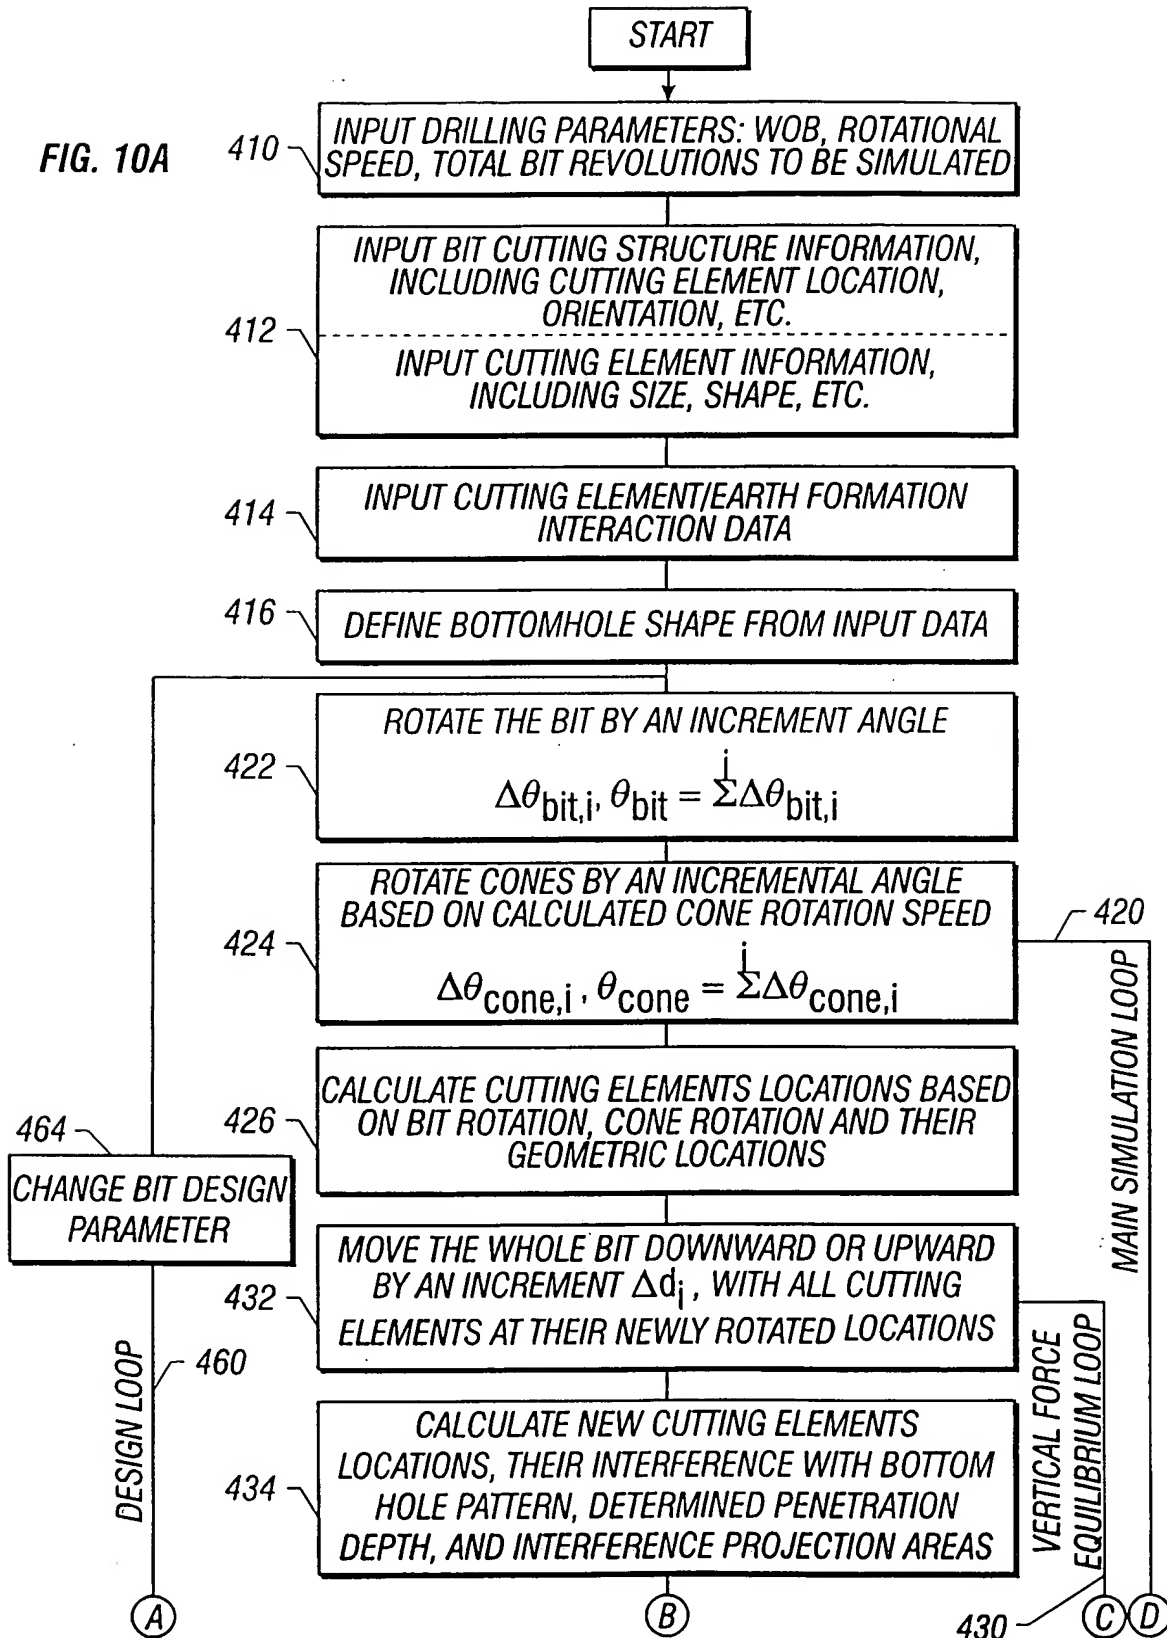 START
FIG. 10A
410
INPUT DRILLING PARAMETERS: WOB, ROTATIONAL
SPEED, TOTAL BIT REVOLUTIONS TO BE SIMULATED
412
INPUT BIT CUTTING STRUCTURE INFORMATION,
INCLUDING CUTTING ELEMENT LOCATION,
ORIENTATION, ETC.
INPUT CUTTING ELEMENT INFORMATION,
INCLUDING SIZE, SHAPE, ETC.
414
INPUT CUTTING ELEMENT/EARTH FORMATION
INTERACTION DATA
416
DEFINE BOTTOMHOLE SHAPE FROM INPUT DATA
422
ROTATE THE BIT BY AN INCREMENT ANGLE
i
Δθbit,i, θbit = ΣΔθbit,i
424
ROTATE CONES BY AN INCREMENTAL ANGLE
BASED ON CALCULATED CONE ROTATION SPEED
i
Δθcone,i, θcone = ΣΔθcone,i
420
MAIN SIMULATION LOOP
426
CALCULATE CUTTING ELEMENTS LOCATIONS BASED
ON BIT ROTATION, CONE ROTATION AND THEIR
GEOMETRIC LOCATIONS
464
CHANGE BIT DESIGN
PARAMETER
432
MOVE THE WHOLE BIT DOWNWARD OR UPWARD
BY AN INCREMENT Δdi, WITH ALL CUTTING
ELEMENTS AT THEIR NEWLY ROTATED LOCATIONS
DESIGN LOOP
460
VERTICAL FORCE
EQUILIBRIUM LOOP
434
CALCULATE NEW CUTTING ELEMENTS
LOCATIONS, THEIR INTERFERENCE WITH BOTTOM
HOLE PATTERN, DETERMINED PENETRATION
DEPTH, AND INTERFERENCE PROJECTION AREAS
430
A
B
C
D